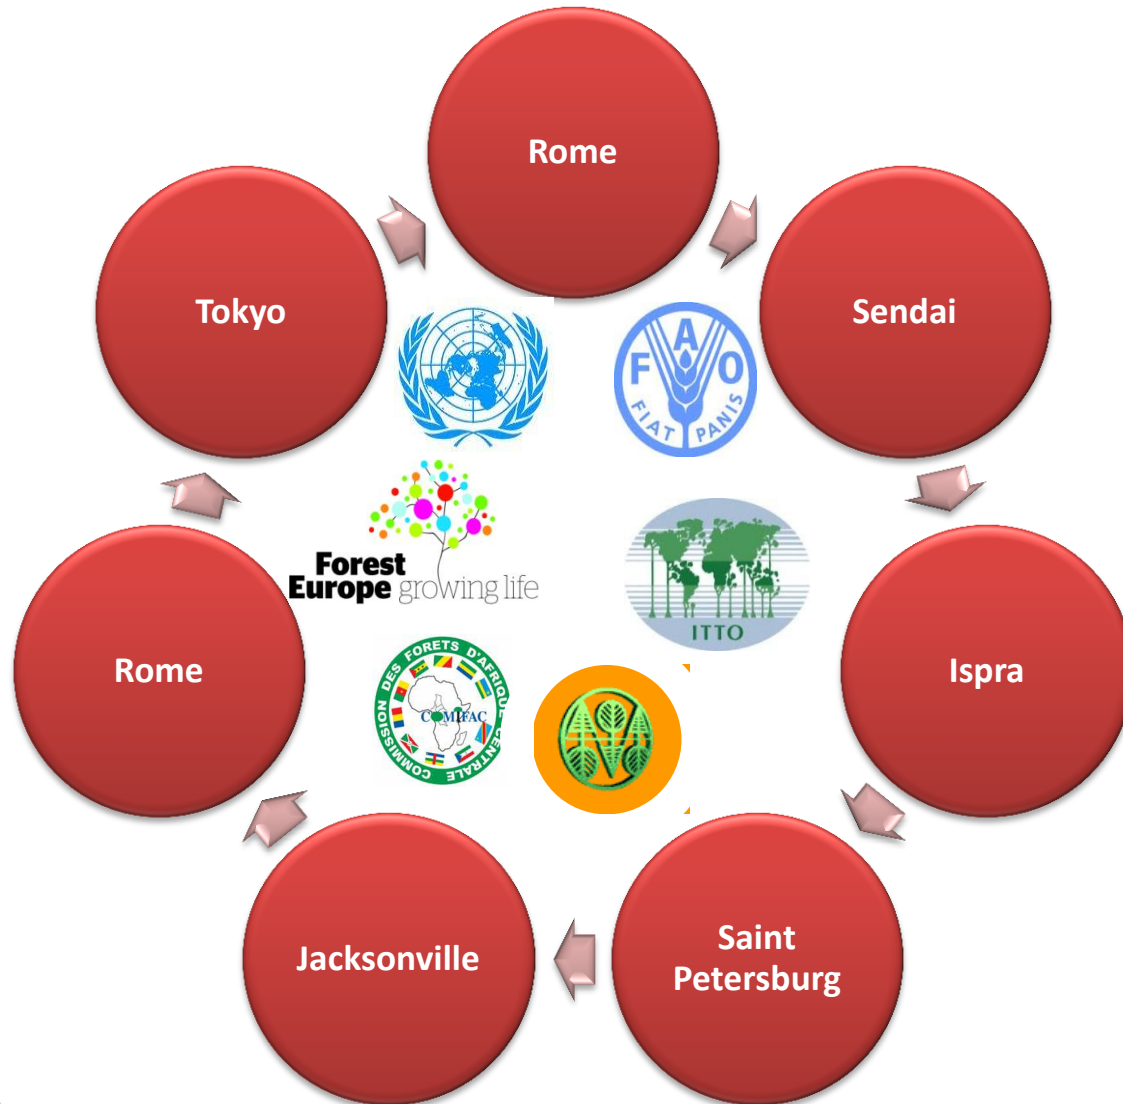 Rome
Tokyo
Sendai
FAO
FIAT PANIS
Forest
Europe growing life
ITTO
Rome
Ispra
COMMISSION DES FORETS D'AFRIQUE CENTRALE
COMIFAC
Jacksonville
Saint
Petersburg